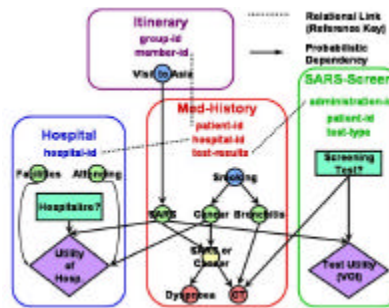 Itinerary
group-id
member-id
Visit to Asia
Relational Link
(Reference Key)
Probabilistic
Dependency
SARS-Screen
administration-id
patient-id
test-type
Screening
Test?
Test Utility
(VOI)
Med-History
patient-id
hospital-id
test-results
Smoking
SARS
Cancer
Bronchitis
SARS or
Cancer
Dyspnoea
CT
Hospital
hospital-id
Facilities
Attending
Hospitalize?
Utility
of
Hosp.